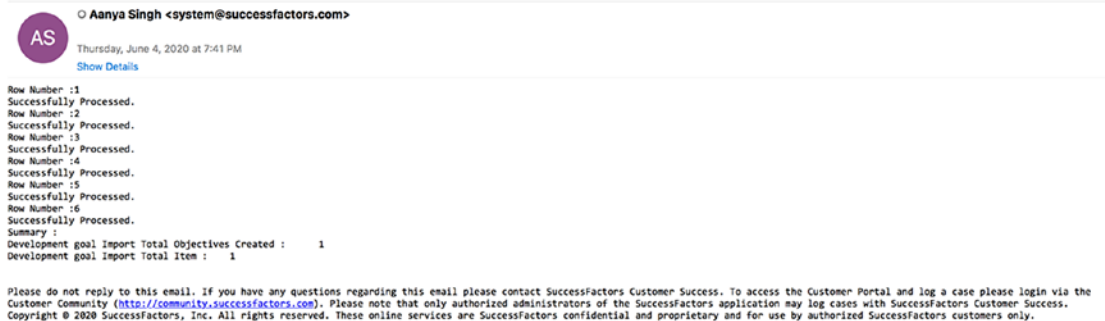 Aanya Singh <system@successfactors.com>
AS
Thursday, June 4, 2020 at 7:41 PM
Show Details
Row Number :1
Successfully Processed.
Row Number :2
Successfully Processed.
Row Number :3
Successfully Processed.
Row Number :4
Successfully Processed.
Row Number :5
Successfully Processed.
Row Number :6
Successfully Processed.
Summary :
Development goal Import Total Objectives Created : 1
Development goal Import Total Item : 1
Please do not reply to this email. If you have any questions regarding this email please contact SuccessFactors Customer Success. To access the Customer Portal and log a case please login via the
Customer Community (http://community.successfactors.com). Please note that only authorized administrators of the SuccessFactors application may log cases with SuccessFactors Customer Success.
Copyright © 2020 SuccessFactors, Inc. All rights reserved. These online services are SuccessFactors confidential and proprietary and for use by authorized SuccessFactors customers only.